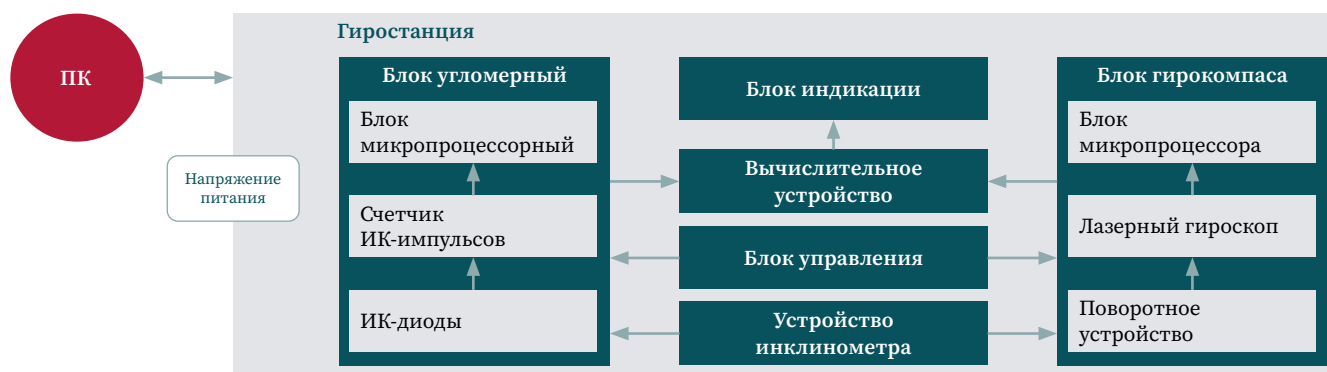 Гиростанция
ПК
Напряжение
питания
Блок угломерный
Блок
микропроцессорный
Счетчик
ИК-импульсов
ИК-диоды
Блок индикации
Вычислительное
устройство
Блок управления
Устройство
инклинометра
Блок гирокомпаса
Блок
микропроцессора
Лазерный гироскоп
Поворотное
устройство